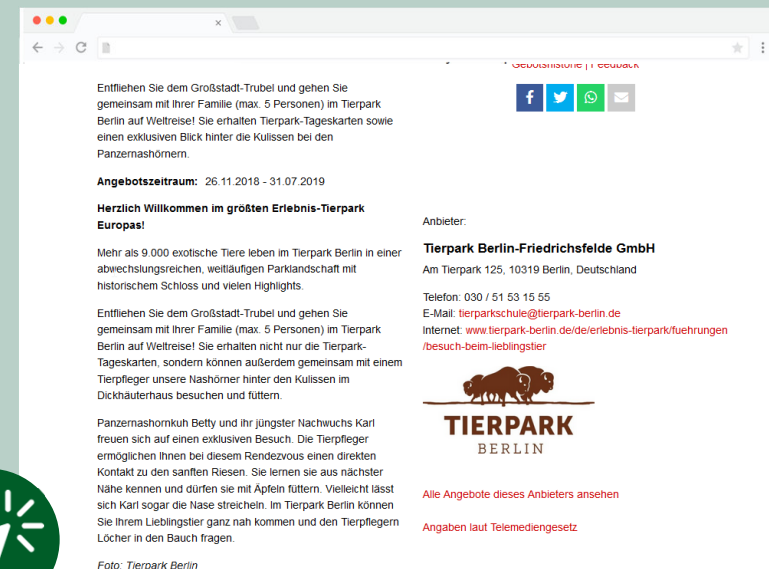 Gebotshistorie | Feedback
Entfliehen Sie dem Großstadt-Trubel und gehen Sie
gemeinsam mit Ihrer Familie (max. 5 Personen) im Tierpark
Berlin auf Weltreise! Sie erhalten Tierpark-Tageskarten sowie
einen exklusiven Blick hinter die Kulissen bei den
Panzernashörnern.
Angebotszeitraum: 26.11.2018 - 31.07.2019
Herzlich Willkommen im größten Erlebnis-Tierpark
Europas!
Mehr als 9.000 exotische Tiere leben im Tierpark Berlin in einer
abwechslungsreichen, weitläufigen Parklandschaft mit
historischem Schloss und vielen Highlights.
Entfliehen Sie dem Großstadt-Trubel und gehen Sie
gemeinsam mit Ihrer Familie (max. 5 Personen) im Tierpark
Berlin auf Weltreise! Sie erhalten nicht nur die Tierpark-
Tageskarten, sondern können außerdem gemeinsam mit einem
Tierpfleger unsere Nashörner hinter den Kulissen im
Dickhäuterhaus besuchen und füttern.
Panzernashornkuh Betty und ihr jüngster Nachwuchs Karl
freuen sich auf einen exklusiven Besuch. Die Tierpfleger
ermöglichen Ihnen bei diesem Rendezvous einen direkten
Kontakt zu den sanften Riesen. Sie lernen sie aus nächster
Nähe kennen und dürfen sie mit Äpfeln füttern. Vielleicht lässt
sich Karl sogar die Nase streicheln. Im Tierpark Berlin können
Sie Ihrem Lieblingstier ganz nah kommen und den Tierpflegern
Löcher in den Bauch fragen.
Foto: Tierpark Berlin
Anbieter:
Tierpark Berlin-Friedrichsfelde GmbH
Am Tierpark 125, 10319 Berlin, Deutschland
Telefon: 030 / 51 53 15 55
E-Mail: tierparkschule@tierpark-berlin.de
Internet: www.tierpark-berlin.de/de/erlebnis-tierpark/fuehrungen
/besuch-beim-lieblingstier
TIERPARK
BERLIN
Alle Angebote dieses Anbieters ansehen
Angaben laut Telemediengesetz